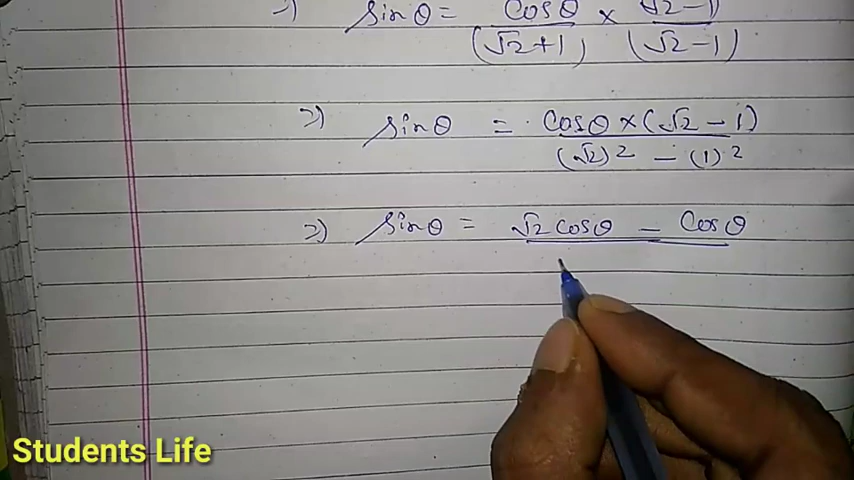 =) sinθ = cosθ/(√2+1) × (√2-1)/(√2-1)
=) sinθ = cosθ×(√2-1)/(√2)² - (1)²
=) sinθ = √2 cosθ - cosθ
Students Life